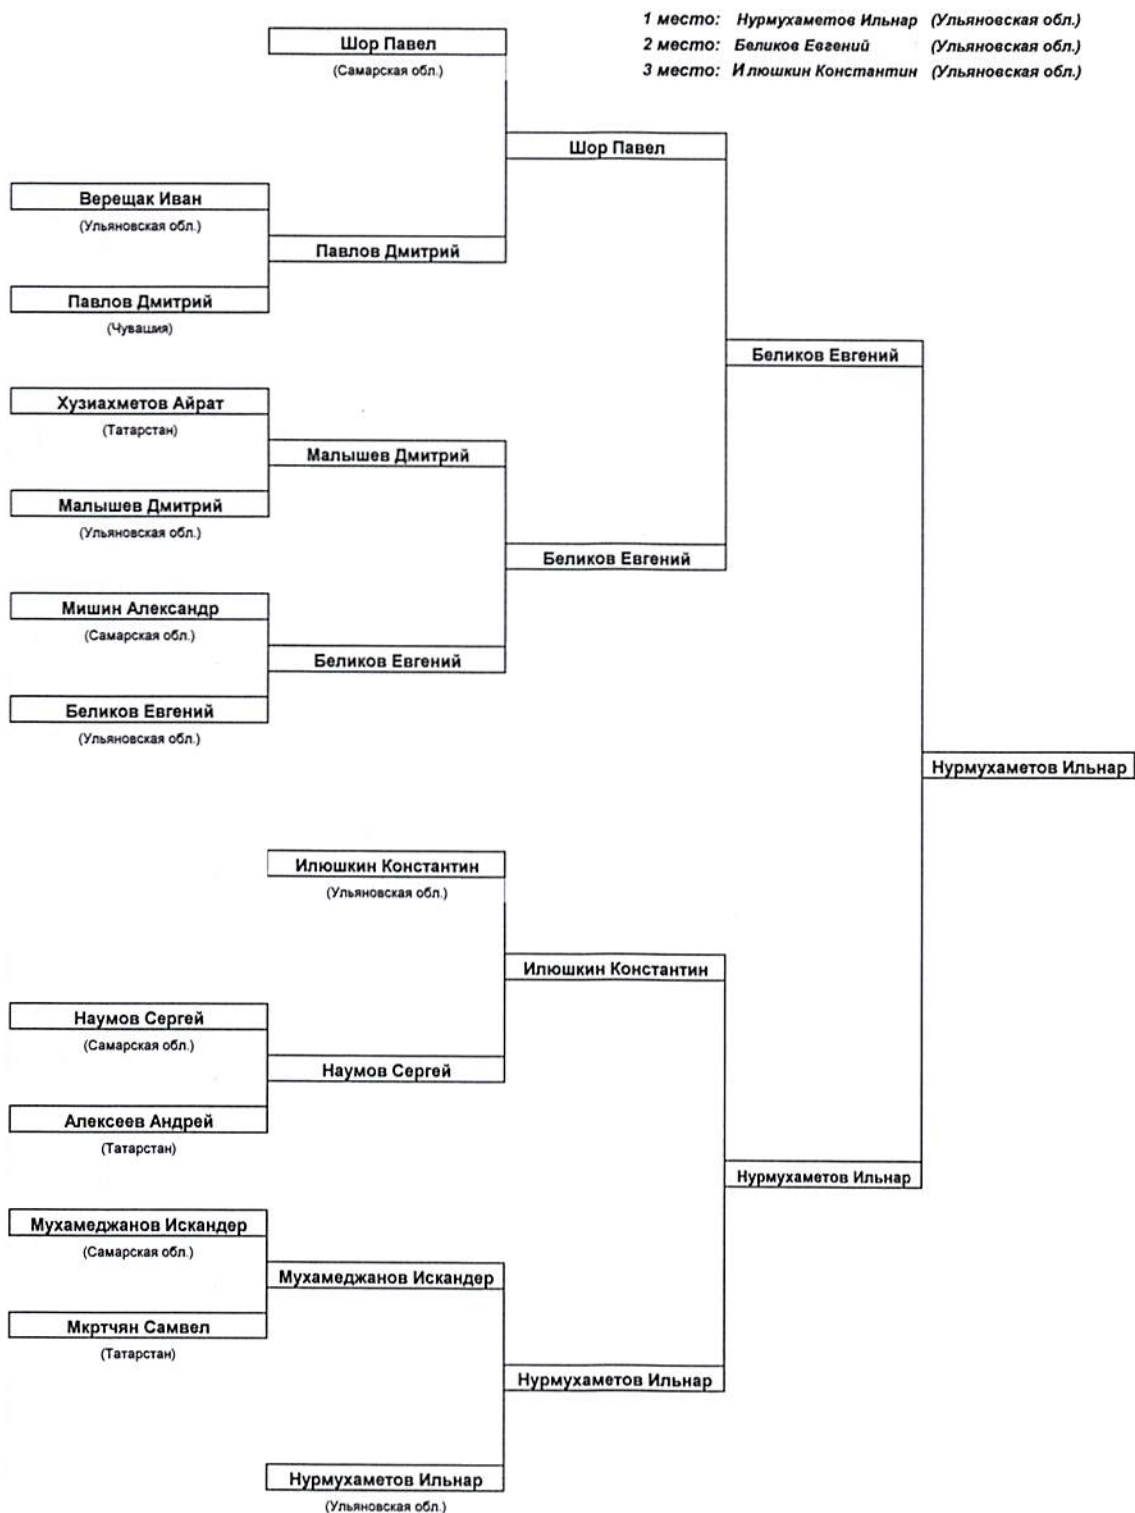 1 место: Нурмухаметов Ильнар (Ульяновская обл.)
2 место: Беликов Евгений (Ульяновская обл.)
3 место: Илюшкин Константин (Ульяновская обл.)
Шор Павел
(Самарская обл.)
Шор Павел
Верещак Иван
(Ульяновская обл.)
Павлов Дмитрий
Павлов Дмитрий
(Чувашия)
Беликов Евгений
Хузиахметов Айрат
(Татарстан)
Малышев Дмитрий
Малышев Дмитрий
(Ульяновская обл.)
Беликов Евгений
Мишин Александр
(Самарская обл.)
Беликов Евгений
Беликов Евгений
(Ульяновская обл.)
Нурмухаметов Ильнар
Илюшкин Константин
(Ульяновская обл.)
Илюшкин Константин
Наумов Сергей
(Самарская обл.)
Наумов Сергей
Алексеев Андрей
(Татарстан)
Нурмухаметов Ильнар
Мухамеджанов Искандер
(Самарская обл.)
Мухамеджанов Искандер
Мкртчян Самвел
(Татарстан)
Нурмухаметов Ильнар
Нурмухаметов Ильнар
(Ульяновская обл.)